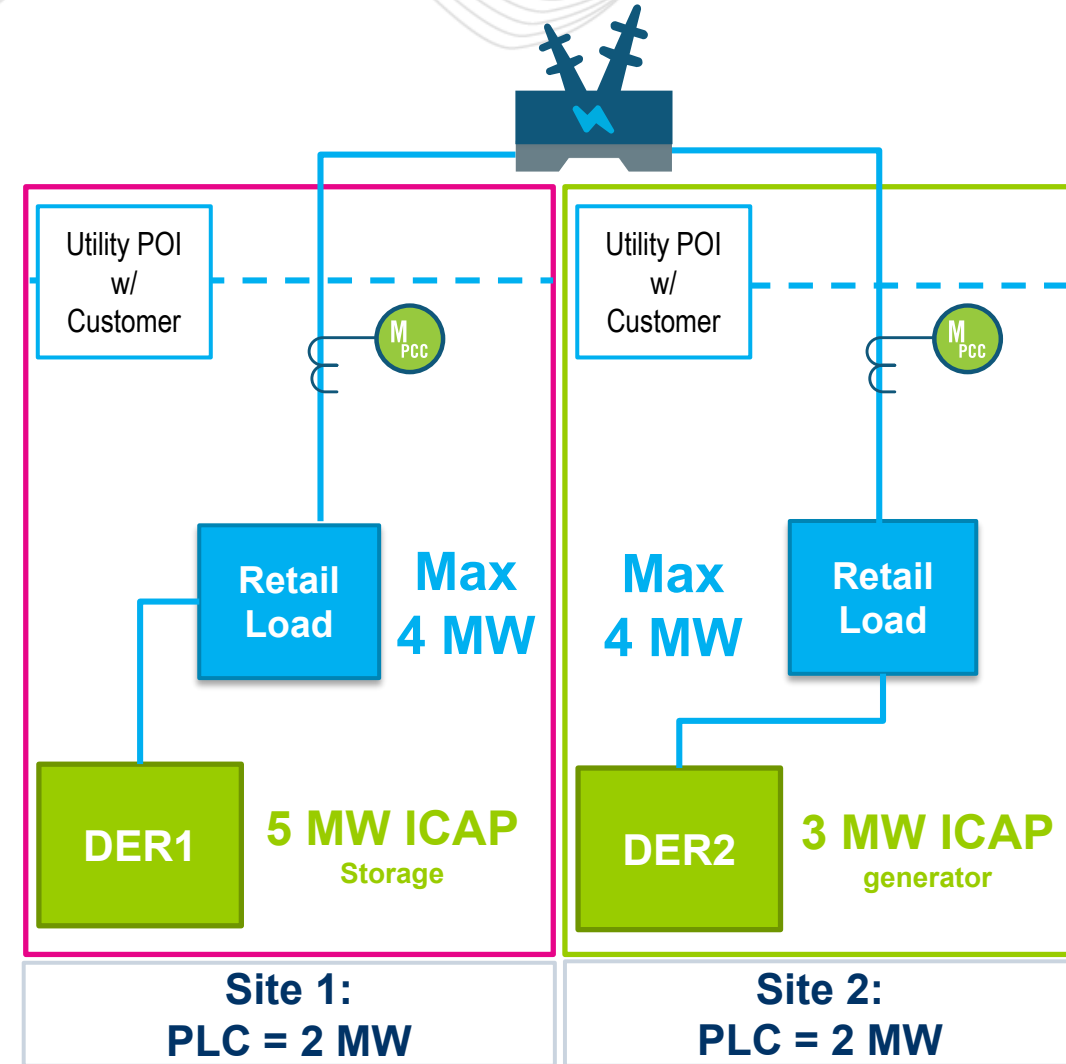 Utility POI
w/
Customer
M
PCC
Retail
Load
Max
4 MW
DER1
5 MW ICAP
Storage
Site 1:
PLC = 2 MW
Utility POI
w/
Customer
M
PCC
Max
4 MW
Retail
Load
DER2
3 MW ICAP
generator
Site 2:
PLC = 2 MW